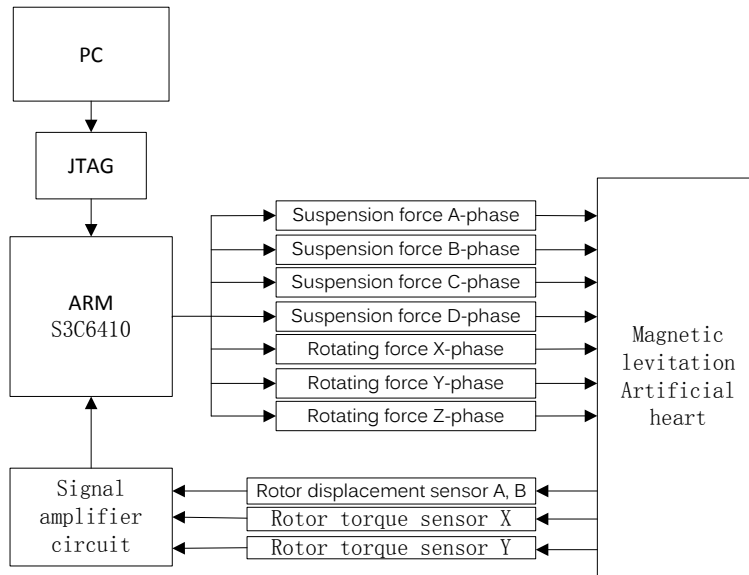 PC
JTAG
ARM
S3C6410
Suspension force A-phase
Suspension force B-phase
Suspension force C-phase
Suspension force D-phase
Rotating force X-phase
Rotating force Y-phase
Rotating force Z-phase
Magnetic
levitation
Artificial
heart
Signal
amplifier
circuit
Rotor displacement sensor A, B
Rotor torque sensor X
Rotor torque sensor Y